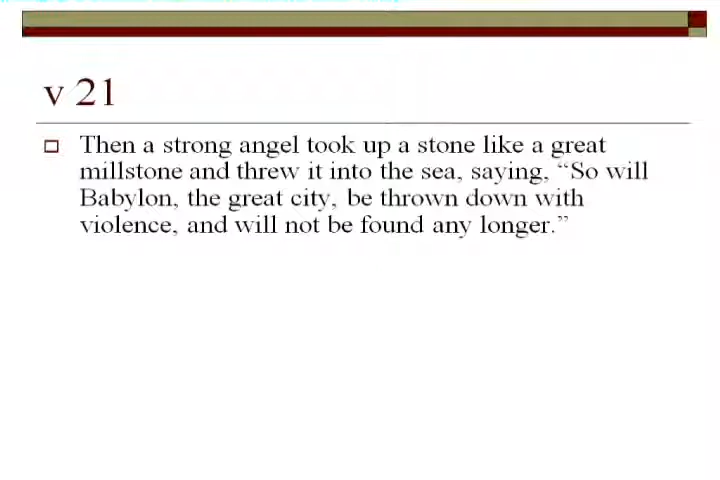 v 21
Then a strong angel took up a stone like a great
millstone and threw it into the sea, saying, “So will
Babylon, the great city, be thrown down with
violence, and will not be found any longer.”